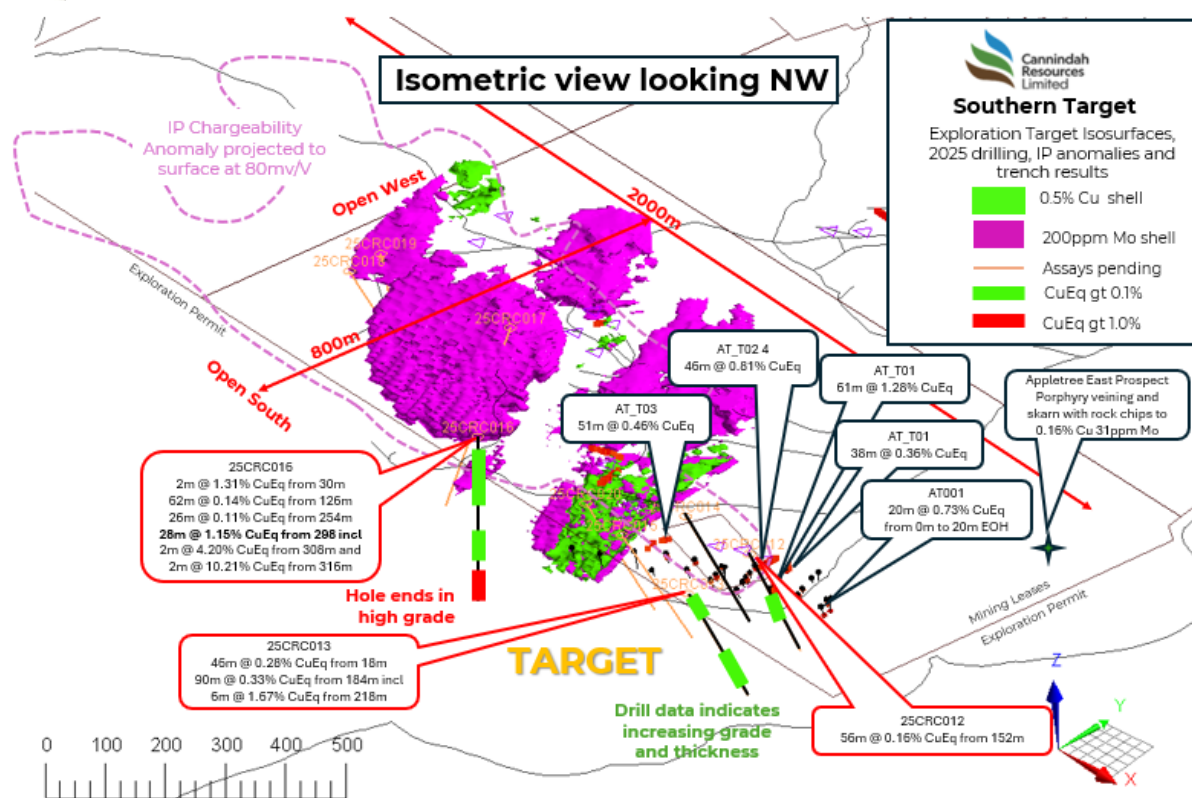 Isometric view looking NW
Cannindah
Resources
Limited
Southern Target
Exploration Target Isosurfaces,
2025 drilling, IP anomalies and
trench results
0.5% Cu shell
200ppm Mo shell
Assays pending
CuEq gt 0.1%
CuEq gt 1.0%
IP Chargeability
Anomaly projected to
surface at 80mv/V
Open West
2000m
25CRC019
25CRC018
Exploration Permit
800m
25CRC017
Open South
25CRC016
AT_T02 4
46m @ 0.81% CuEq
AT_T01
61m @ 1.28% CuEq
Appletree East Prospect
Porphyry veining and
skarn with rock chips to
0.16% Cu 31ppm Mo
AT_T03
51m @ 0.46% CuEq
AT_T01
38m @ 0.36% CuEq
AT001
20m @ 0.73% CuEq
from 0m to 20m EOH
25CRC016
2m @ 1.31% CuEq from 30m
62m @ 0.14% CuEq from 126m
26m @ 0.11% CuEq from 254m
28m @ 1.15% CuEq from 298 incl
2m @ 4.20% CuEq from 308m and
2m @ 10.21% CuEq from 316m
Hole ends in
high grade
Mining Leases
Exploration Permit
25CRC013
46m @ 0.28% CuEq from 18m
90m @ 0.33% CuEq from 184m incl
6m @ 1.67% CuEq from 218m
TARGET
Drill data indicates
increasing grade
and thickness
25CRC012
56m @ 0.16% CuEq from 152m
0 100 200 300 400 500
Z
Y
X